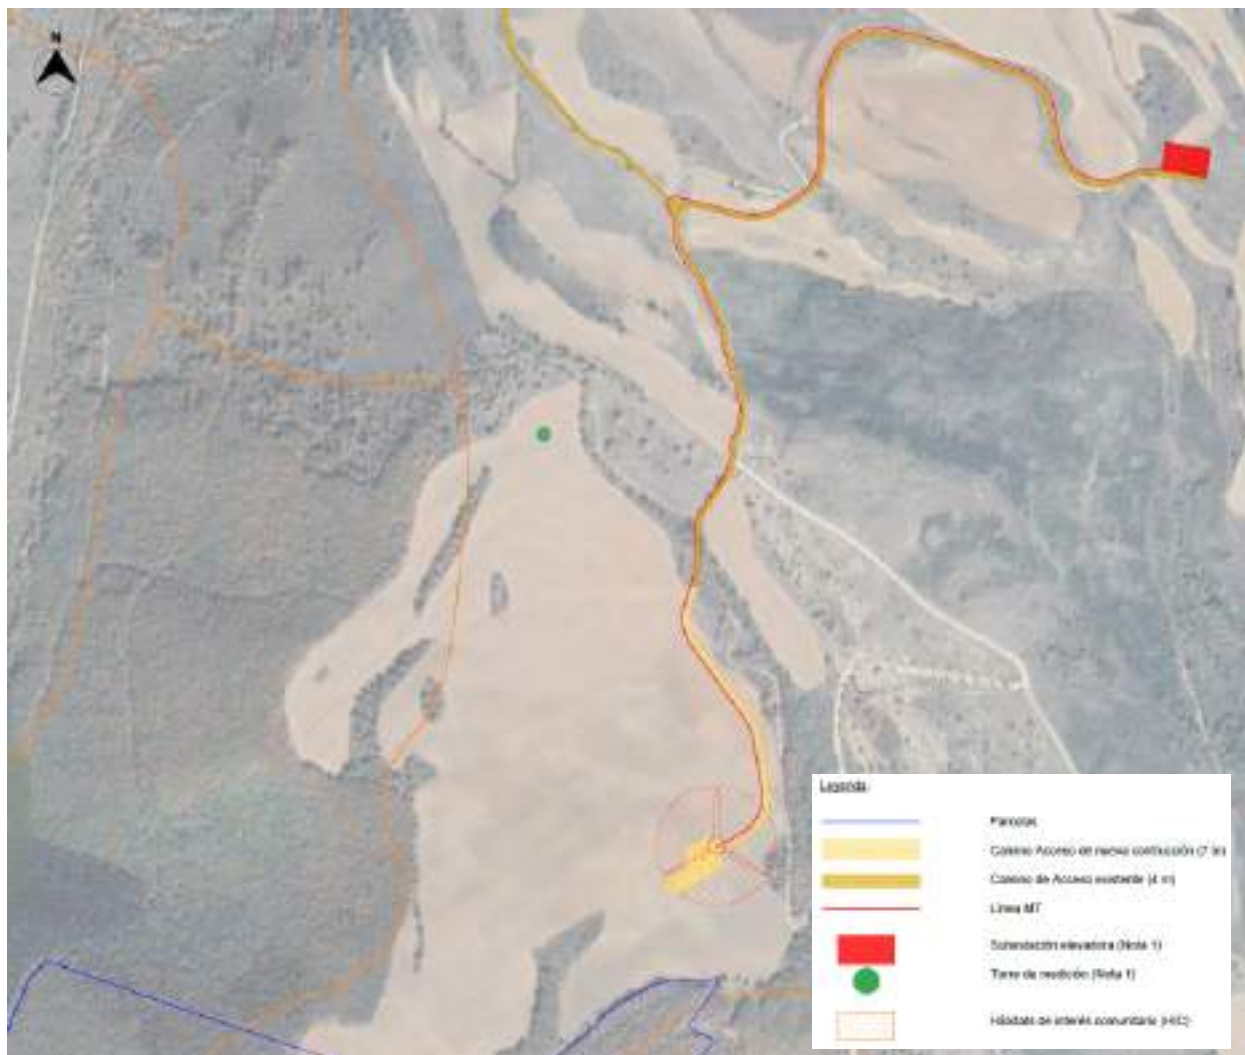 N
Leyenda
Parcelas
Camino Acceso de nueva contrucción (7 m)
Camino de Acceso existente (4 m)
Línea MT
Subestación elevadora (Nota 1)
Torre de medición (Nota 1)
Hábitats de interés comunitario (HIC)